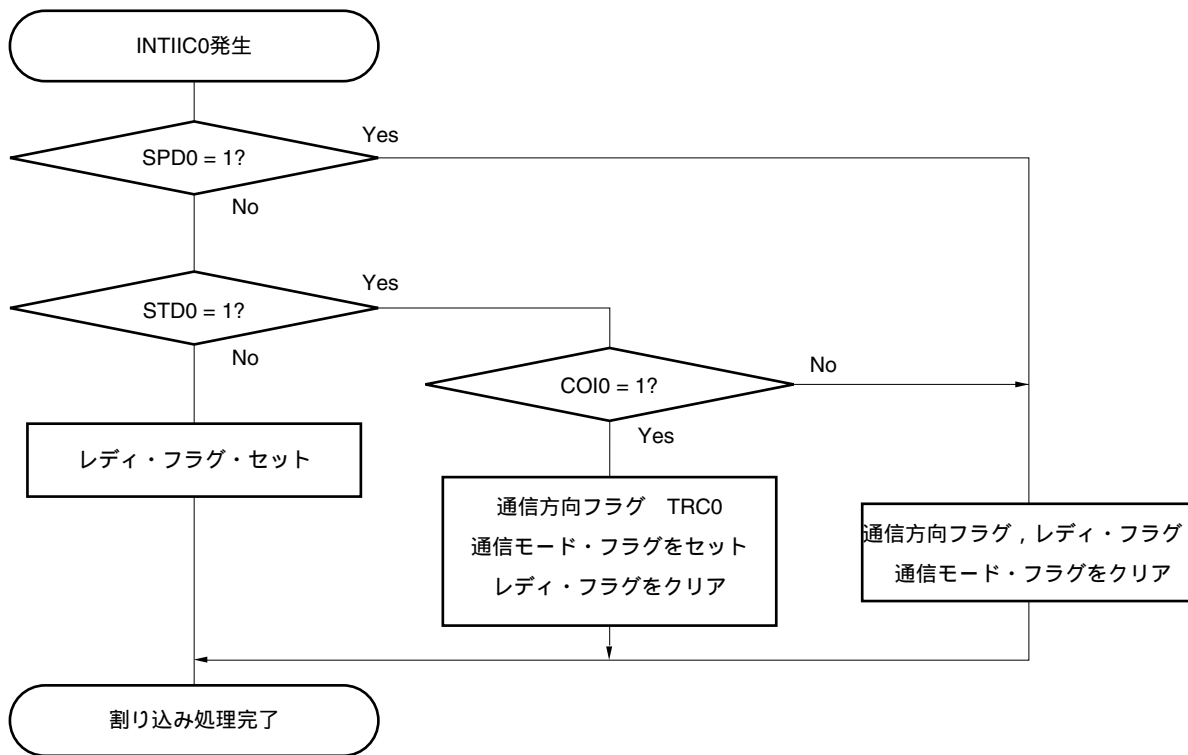 INTIIC0発生
SPD0 = 1?
Yes
No
STD0 = 1?
Yes
No
COI0 = 1?
No
Yes
レディ・フラグ・セット
通信方向フラグ　TRC0
通信モード・フラグをセット
レディ・フラグをクリア
通信方向フラグ , レディ・フラグ
通信モード・フラグをクリア
割り込み処理完了